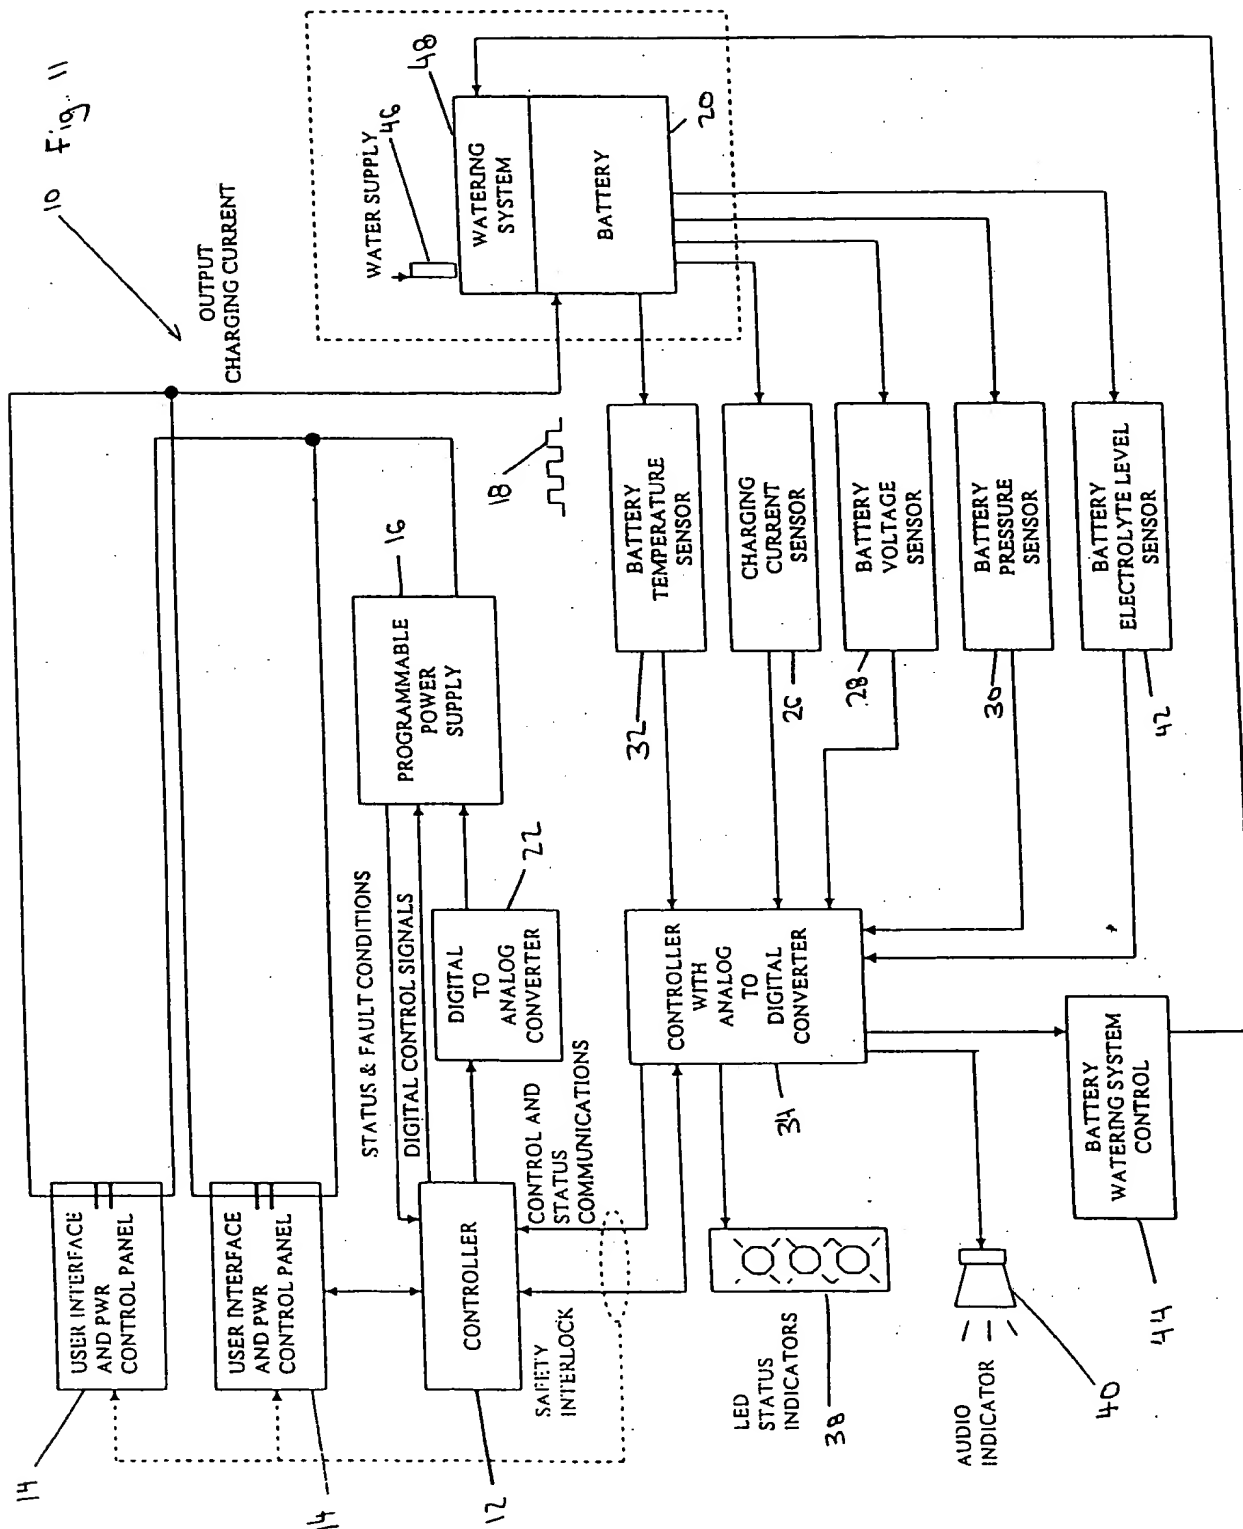 Fig. 11
10
OUTPUT
CHARGING CURRENT
WATER SUPPLY
46
48
WATERING
SYSTEM
BATTERY
20
18
USER INTERFACE
AND PWR
CONTROL PANEL
14
USER INTERFACE
AND PWR
CONTROL PANEL
14
PROGRAMMABLE
POWER
SUPPLY
16
STATUS & FAULT CONDITIONS
DIGITAL CONTROL SIGNALS
DIGITAL
TO
ANALOG
CONVERTER
22
CONTROLLER
12
CONTROL AND
STATUS
COMMUNICATIONS
SAFETY
INTERLOCK
BATTERY
TEMPERATURE
SENSOR
32
CHARGING
CURRENT
SENSOR
26
BATTERY
VOLTAGE
SENSOR
28
BATTERY
PRESSURE
SENSOR
30
BATTERY
ELECTROLYTE LEVEL
SENSOR
42
CONTROLLER
WITH
ANALOG
TO
DIGITAL
CONVERTER
34
LED
STATUS
INDICATORS
38
AUDIO
INDICATOR
40
BATTERY
WATERING SYSTEM
CONTROL
44